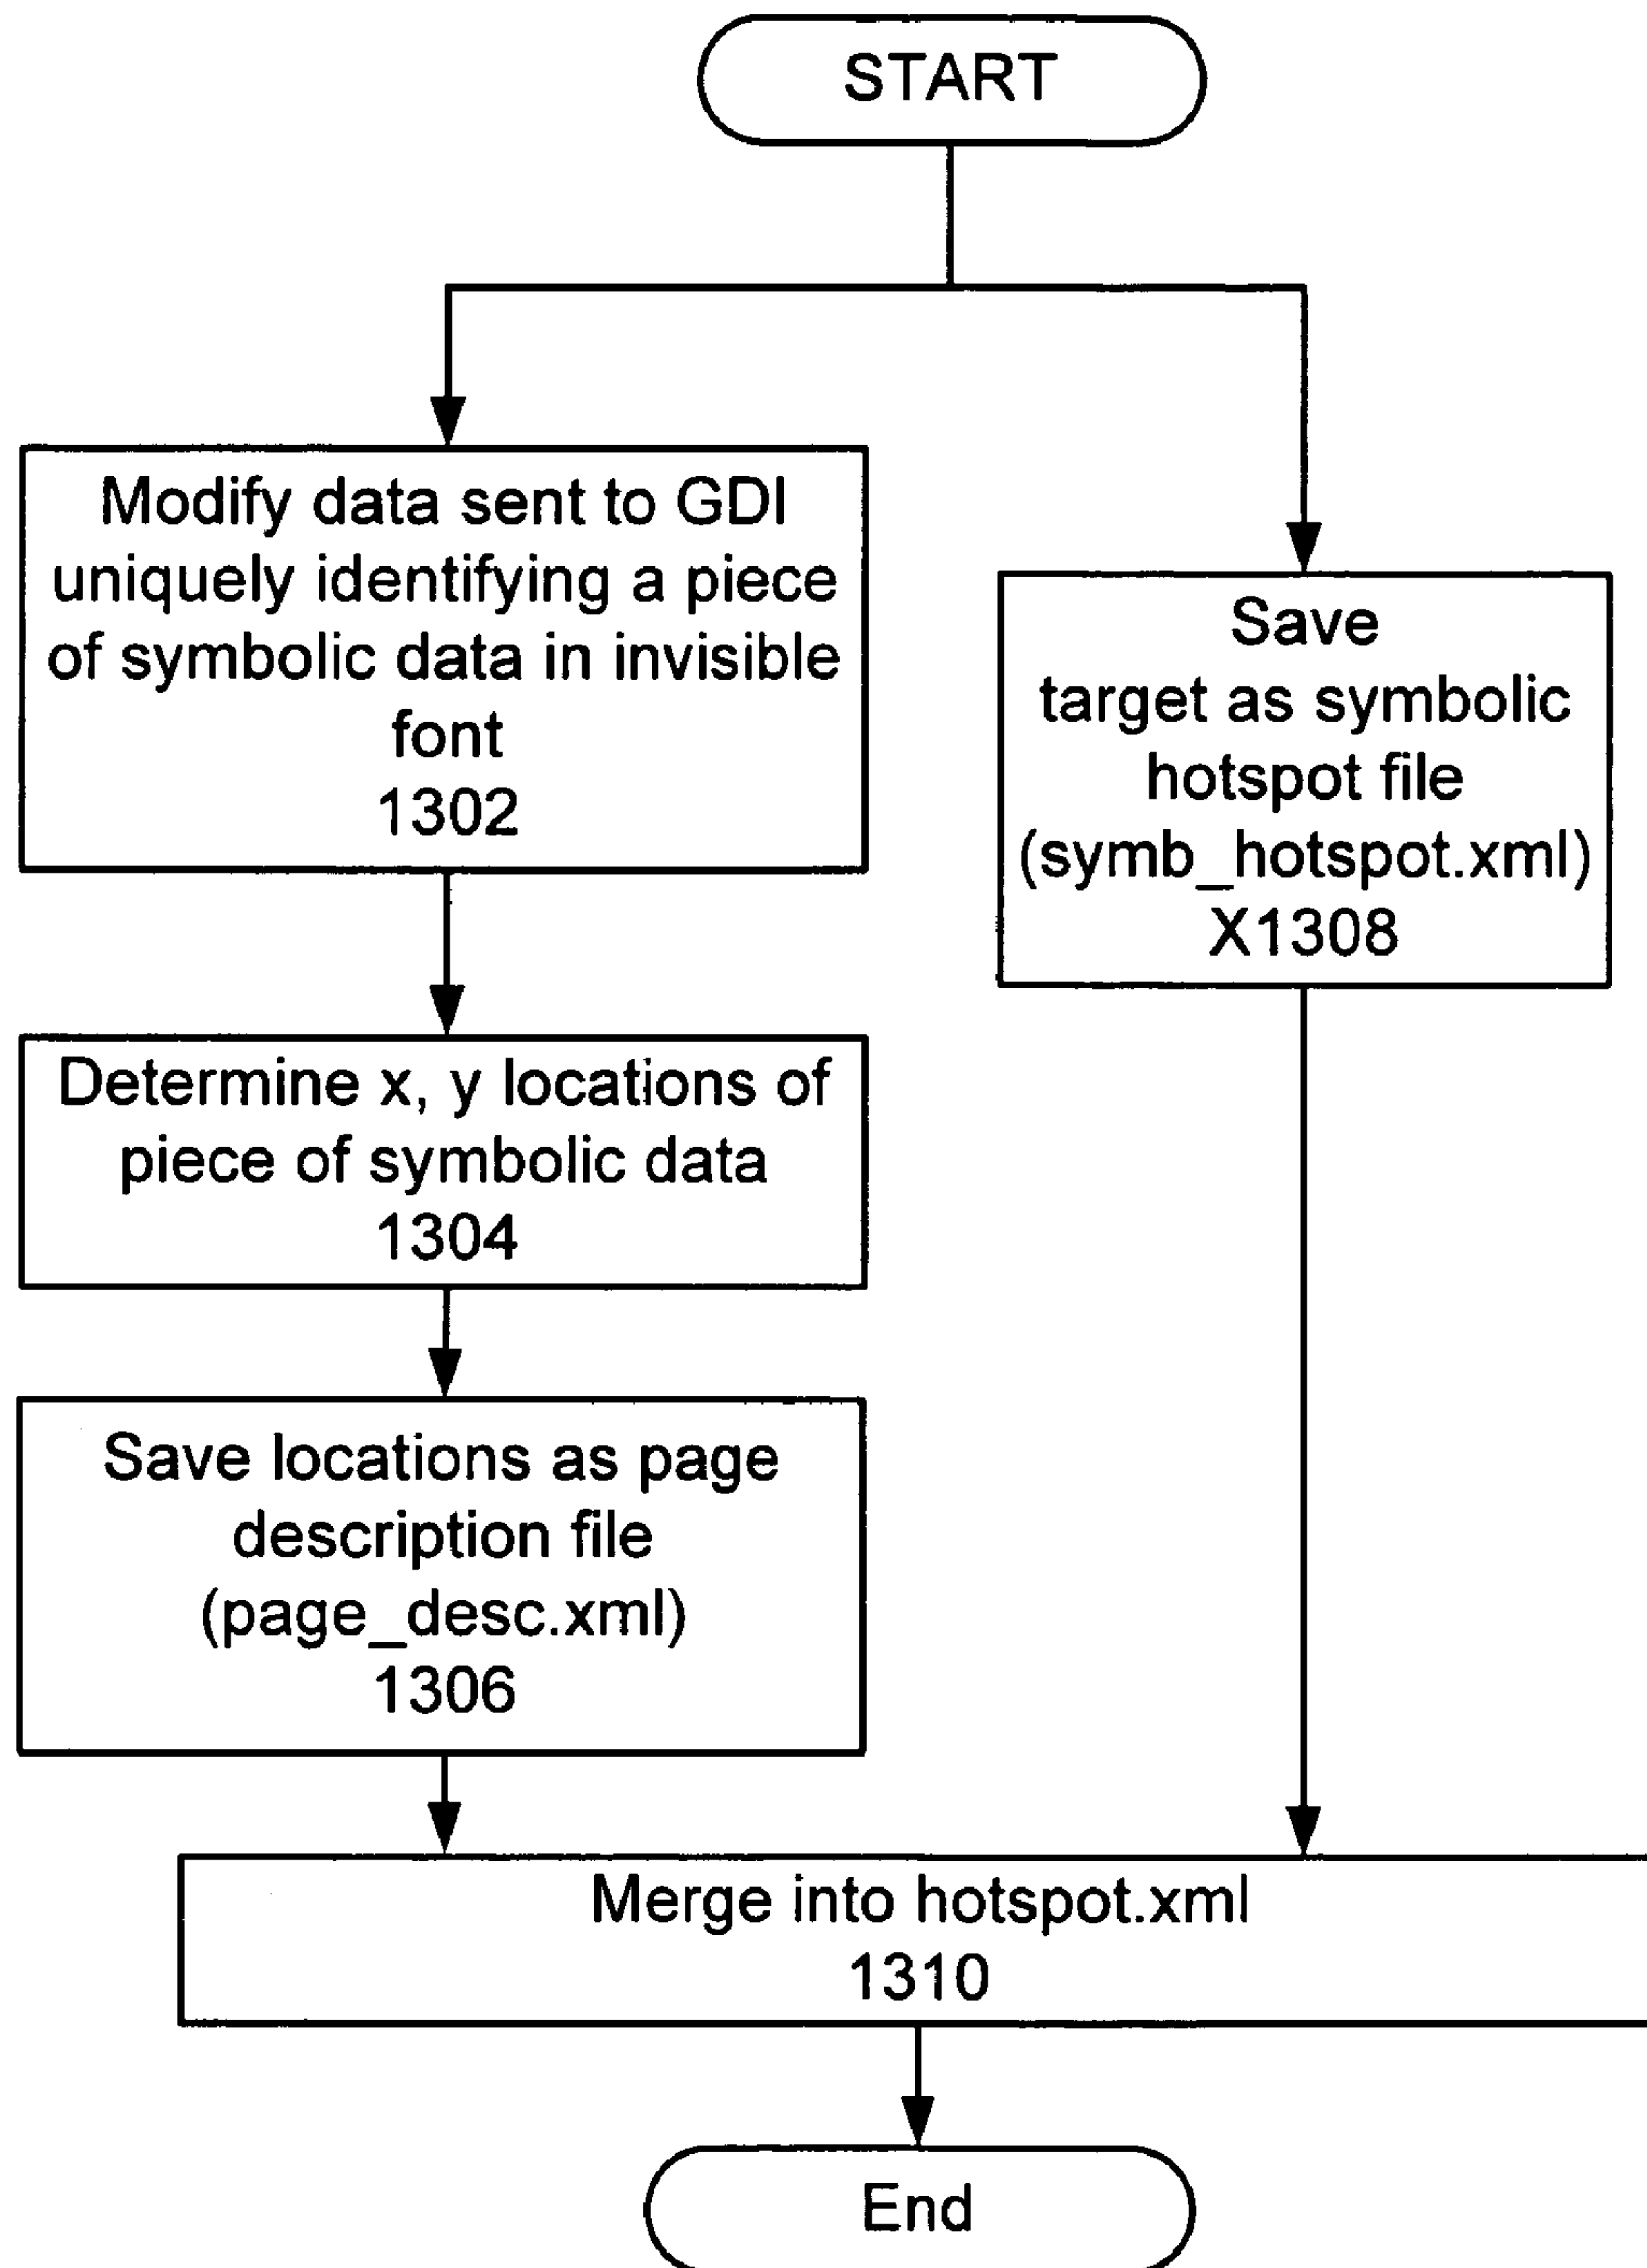 START
Modify data sent to GDI
uniquely identifying a piece
of symbolic data in invisible
font
1302
Save
target as symbolic
hotspot file
(symb_hotspot.xml)
X1308
Determine x, y locations of
piece of symbolic data
1304
Save locations as page
description file
(page_desc.xml)
1306
Merge into hotspot.xml
1310
End